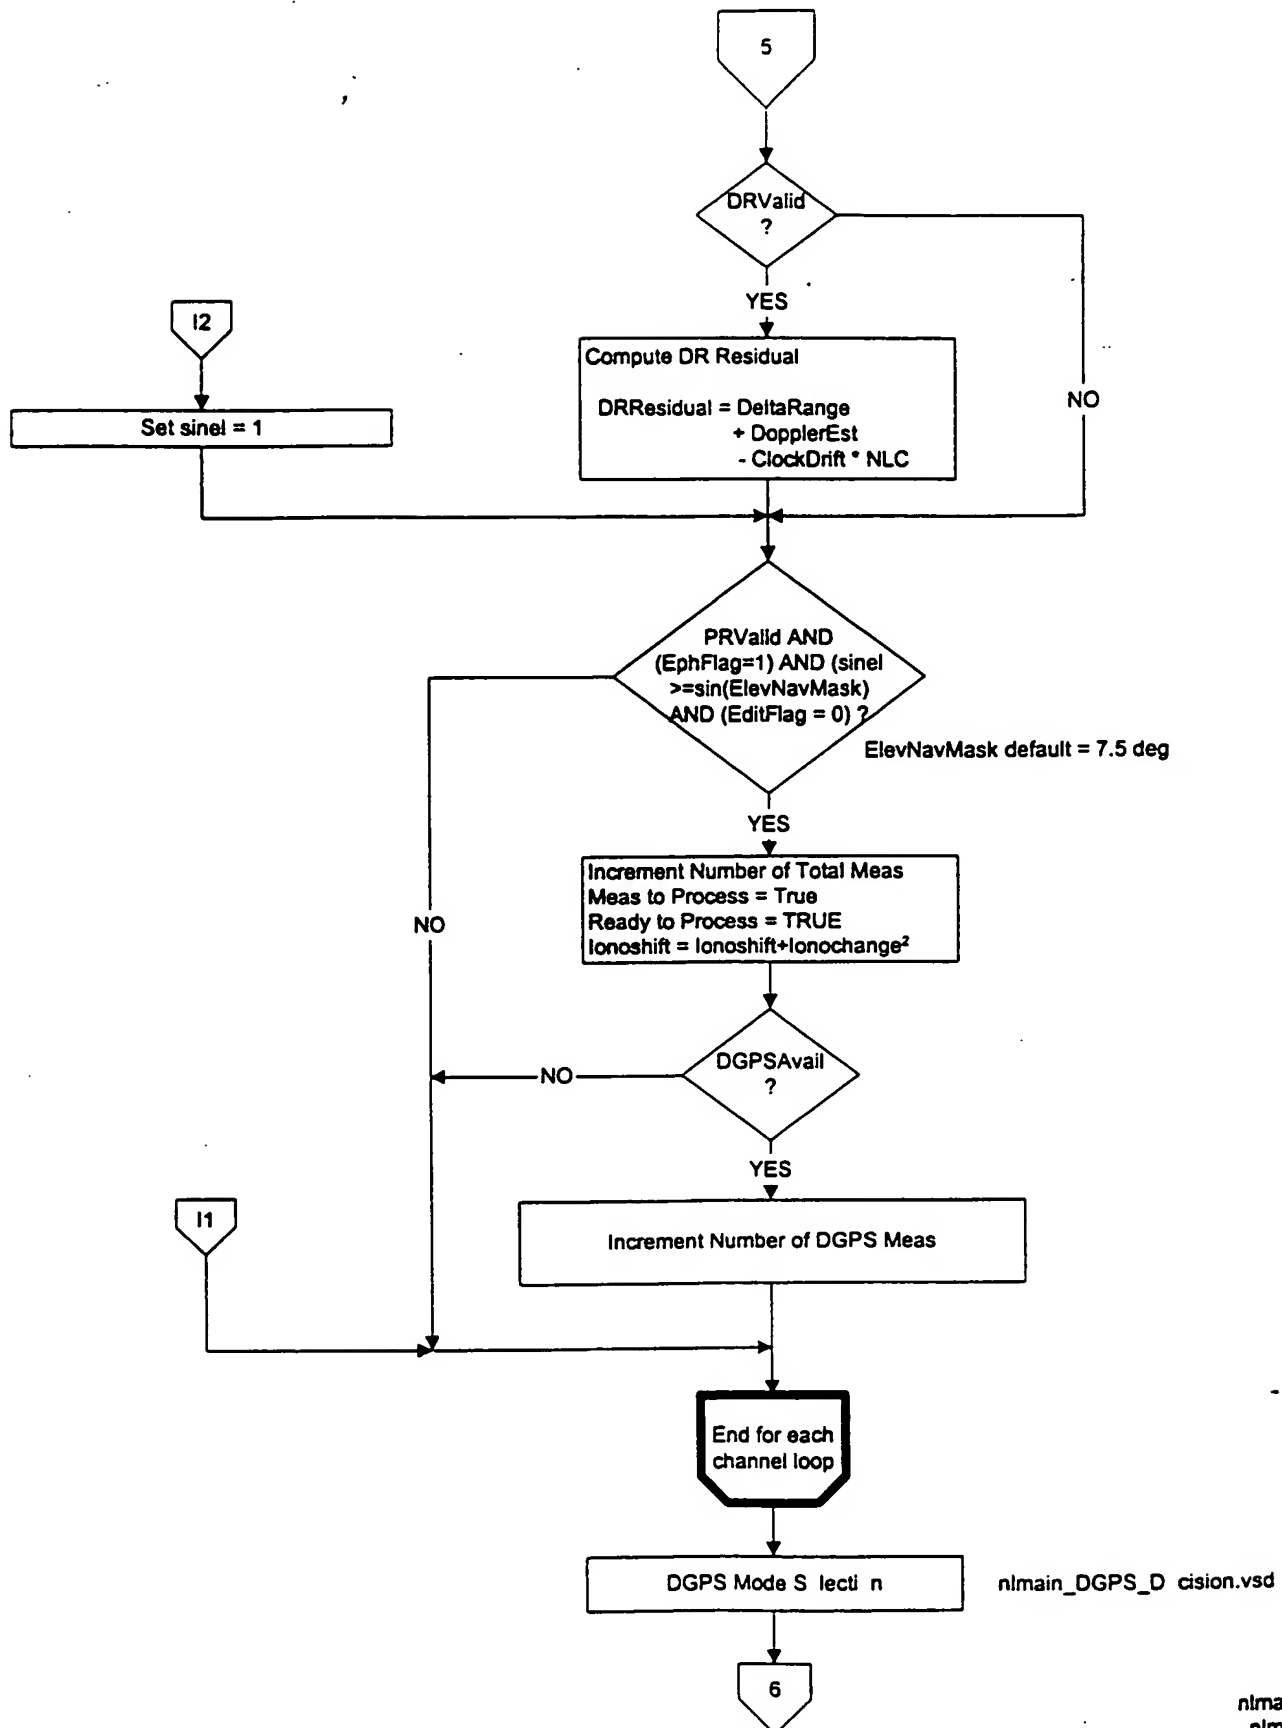 5
DRValid
?
YES
I2
Compute DR Residual
DRResidual = DeltaRange
+ DopplerEst
- ClockDrift * NLC
NO
Set sinel = 1
PRValid AND
(EphFlag=1) AND (sinel
>=sin(ElevNavMask)
AND (EditFlag = 0) ?
ElevNavMask default = 7.5 deg
YES
Increment Number of Total Meas
Meas to Process = True
Ready to Process = TRUE
Ionoshift = Ionoshift+Ionochange²
NO
DGPSAvail
?
NO
YES
I1
Increment Number of DGPS Meas
End for each
channel loop
DGPS Mode S lecti n
nlmain_DGPS_D cision.vsd
6
nlma